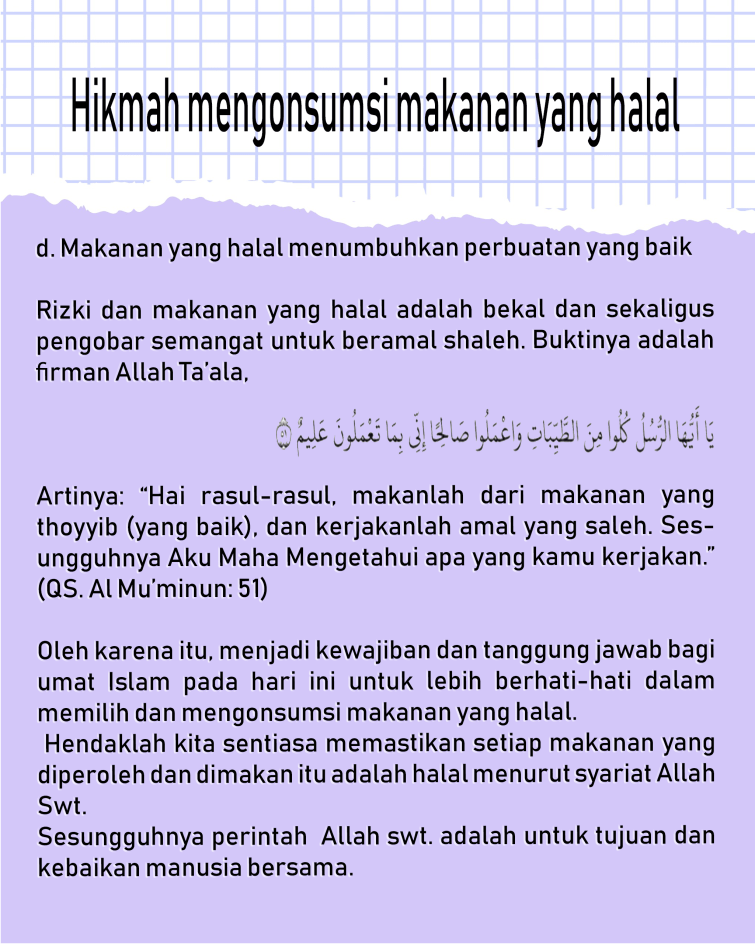 Hikmah mengonsumsi makanan yang halal
d. Makanan yang halal menumbuhkan perbuatan yang baik
Rizki dan makanan yang halal adalah bekal dan sekaligus
pengobar semangat untuk beramal shaleh. Buktinya adalah
firman Allah Ta’ala,
يَا أَيُّهَا الرُّسُلُ كُلُوا مِنَ الطَّيِّبَاتِ وَاعْمَلُوا صَالِحًا إِنِّي بِمَا تَعْمَلُونَ عَلِيمٌ ۝٥١
Artinya: “Hai rasul-rasul, makanlah dari makanan yang
thoyyib (yang baik), dan kerjakanlah amal yang saleh. Ses-
ungguhnya Aku Maha Mengetahui apa yang kamu kerjakan.”
(QS. Al Mu’minun: 51)
Oleh karena itu, menjadi kewajiban dan tanggung jawab bagi
umat Islam pada hari ini untuk lebih berhati-hati dalam
memilih dan mengonsumsi makanan yang halal.
Hendaklah kita sentiasa memastikan setiap makanan yang
diperoleh dan dimakan itu adalah halal menurut syariat Allah
Swt.
Sesungguhnya perintah  Allah swt. adalah untuk tujuan dan
kebaikan manusia bersama.